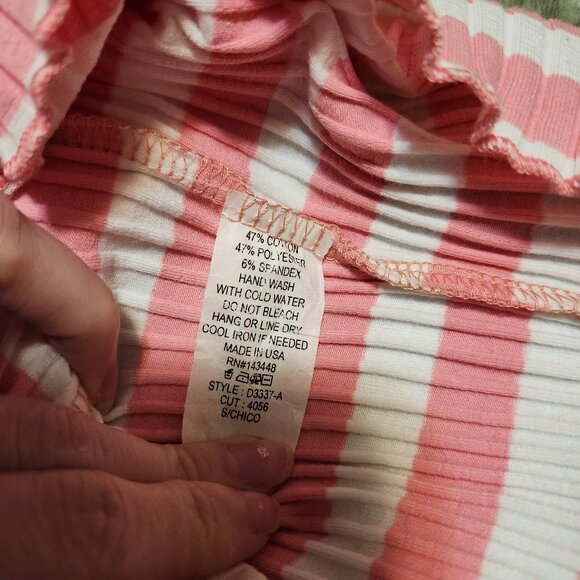 47% COTTON
47% POLYESTER
6% SPANDEX
HAND WASH
WITH COLD WATER
DO NOT BLEACH
HANG OR LINE DRY
COOL IRON IF NEEDED
MADE IN USA
RN#143448
STYLE : D3337-A
CUT : 4056
S/CHICO